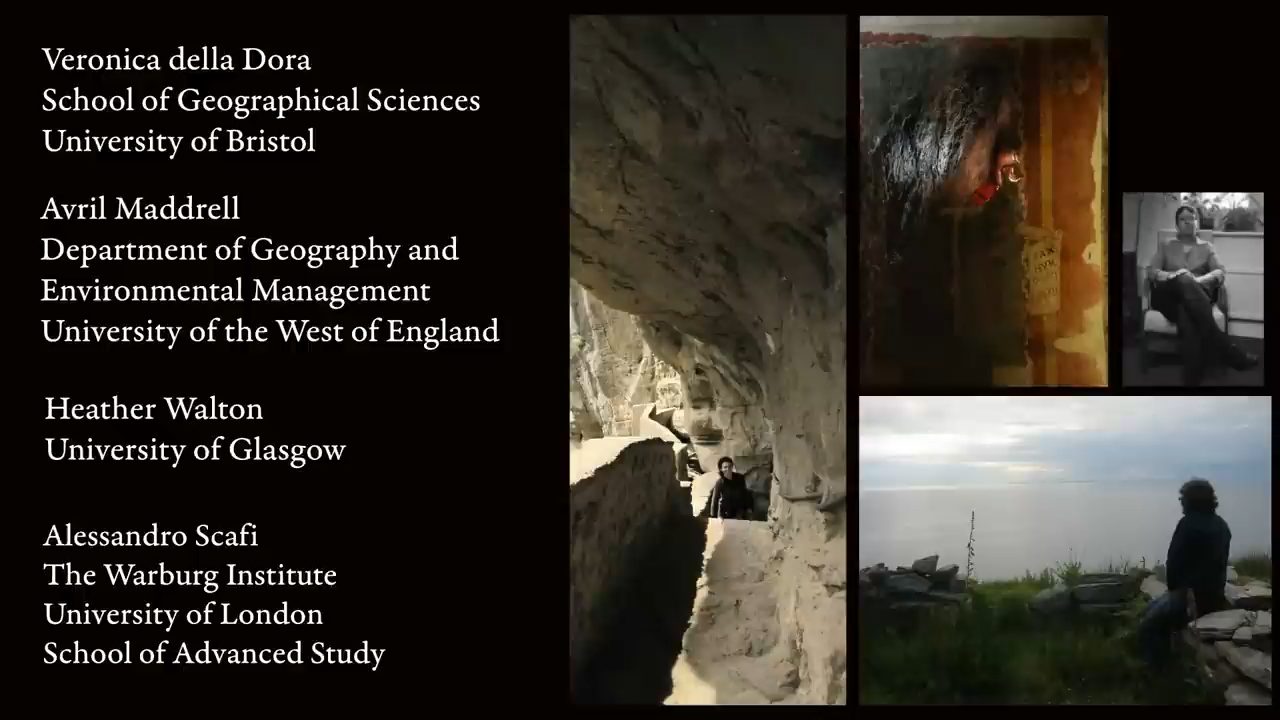 Veronica della Dora
School of Geographical Sciences
University of Bristol
Avril Maddrell
Department of Geography and
Environmental Management
University of the West of England
Heather Walton
University of Glasgow
Alessandro Scafi
The Warburg Institute
University of London
School of Advanced Study